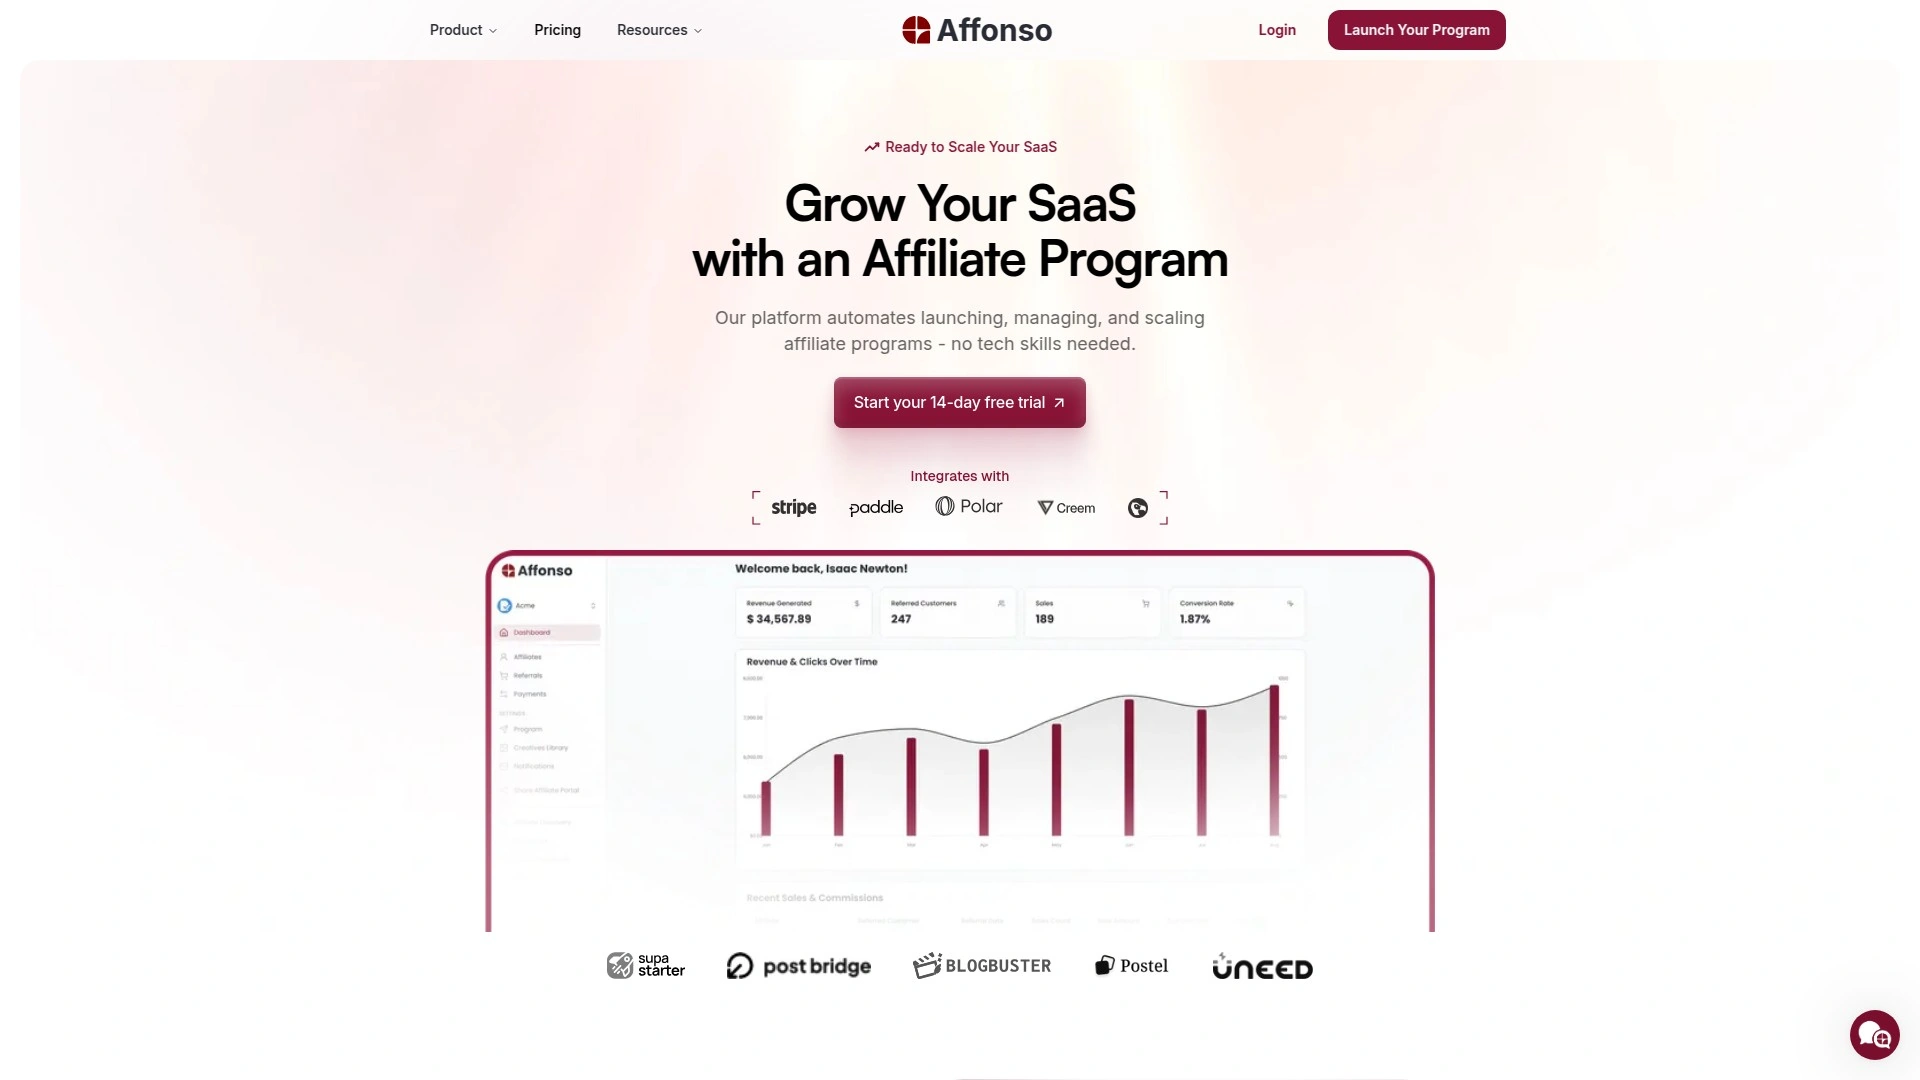 Product
Pricing
Resources
Affonso
Login
Launch Your Program
Ready to Scale Your SaaS
Grow Your SaaS
with an Affiliate Program
Our platform automates launching, managing, and scaling
affiliate programs - no tech skills needed.
Start your 14-day free trial
Integrates with
stripe
paddle
Polar
Creem
Affonso
Acme
Dashboard
Affiliates
Referrals
Payments
SETTINGS
Program
Creatives Library
Notifications
Share Affiliate Portal
Welcome back, Isaac Newton!
Revenue Generated
$
$ 34,567.89
Referred Customers
247
Sales
189
Conversion Rate
1.87%
Revenue & Clicks Over Time
Recent Sales & Commissions
supa
starter
post bridge
BLOGBUSTER
Postel
UNEED